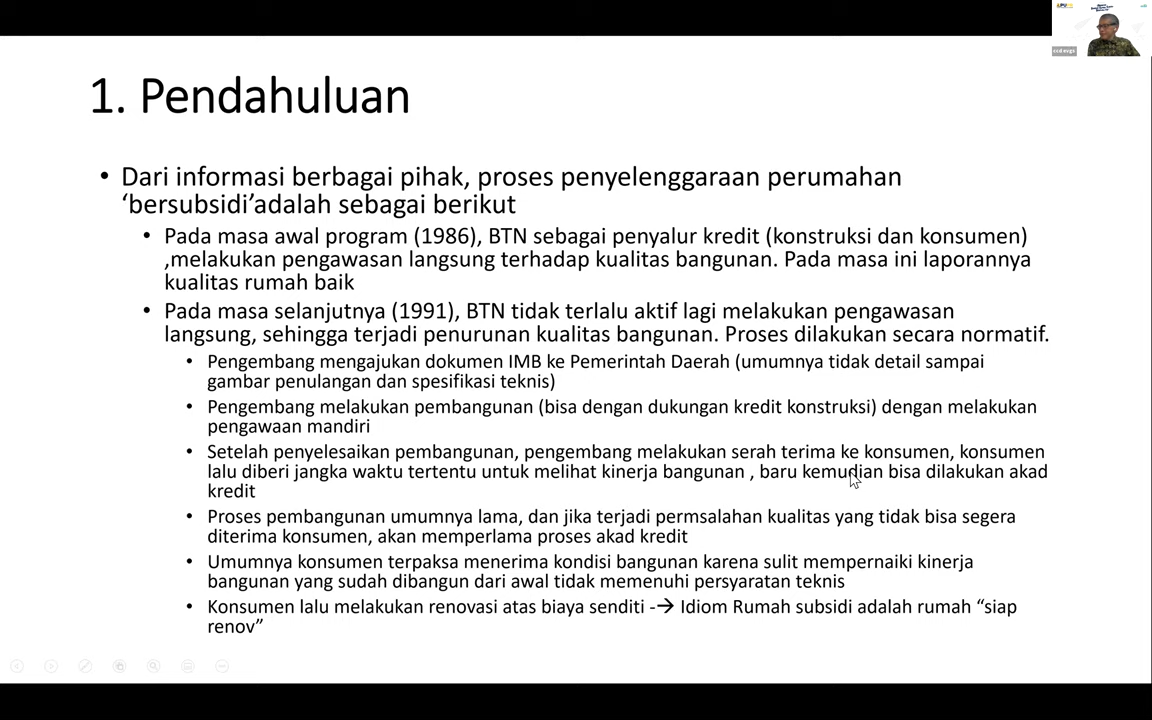 1. Pendahuluan
• Dari informasi berbagai pihak, proses penyelenggaraan perumahan
‘bersubsidi’adalah sebagai berikut
• Pada masa awal program (1986), BTN sebagai penyalur kredit (konstruksi dan konsumen)
,melakukan pengawasan langsung terhadap kualitas bangunan. Pada masa ini laporannya
kualitas rumah baik
• Pada masa selanjutnya (1991), BTN tidak terlalu aktif lagi melakukan pengawasan
langsung, sehingga terjadi penurunan kualitas bangunan. Proses dilakukan secara normatif.
• Pengembang mengajukan dokumen IMB ke Pemerintah Daerah (umumnya tidak detail sampai
gambar penulangan dan spesifikasi teknis)
• Pengembang melakukan pembangunan (bisa dengan dukungan kredit konstruksi) dengan melakukan
pengawaan mandiri
• Setelah penyelesaikan pembangunan, pengembang melakukan serah terima ke konsumen, konsumen
lalu diberi jangka waktu tertentu untuk melihat kinerja bangunan , baru kemudian bisa dilakukan akad
kredit
• Proses pembangunan umumnya lama, dan jika terjadi permsalahan kualitas yang tidak bisa segera
diterima konsumen, akan memperlama proses akad kredit
• Umumnya konsumen terpaksa menerima kondisi bangunan karena sulit mempernaiki kinerja
bangunan yang sudah dibangun dari awal tidak memenuhi persyaratan teknis
• Konsumen lalu melakukan renovasi atas biaya senditi -→ Idiom Rumah subsidi adalah rumah “siap
renov”